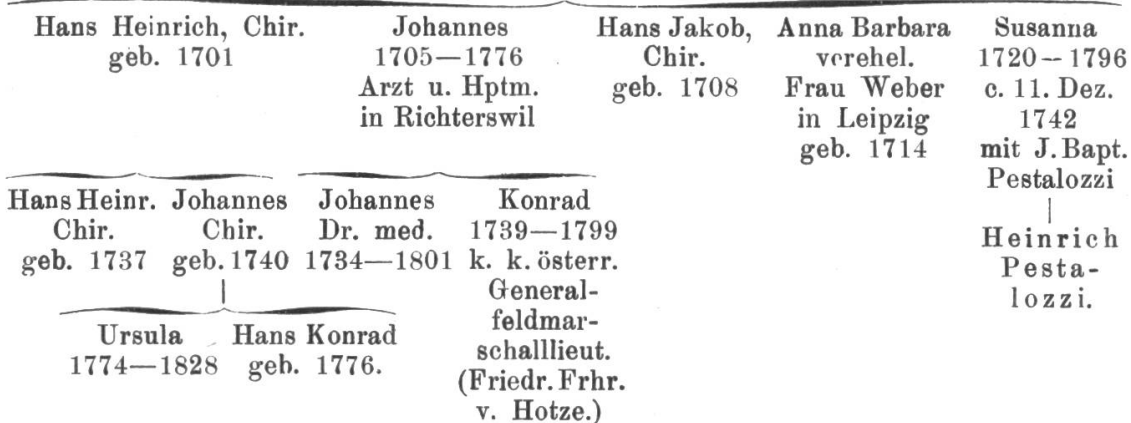 Hans Heinrich, Chir.
geb. 1701
Johannes
1705—1776
Arzt u. Hptm.
in Richterswil
Hans Jakob,
Chir.
geb. 1708
Anna Barbara
verehel.
Frau Weber
in Leipzig
geb. 1714
Susanna
1720—1796
c. 11. Dez.
1742
mit J. Bapt.
Pestalozzi
Heinrich
Pesta-
lozzi.
Hans Heinr.
Chir.
geb. 1737
Johannes
Chir.
geb. 1740
Johannes
Dr. med.
1734—1801
Konrad
1739—1799
k. k. österr.
General-
feldmar-
schalllieut.
(Friedr. Frhr.
v. Hotze.)
Ursula
1774—1828
Hans Konrad
geb. 1776.